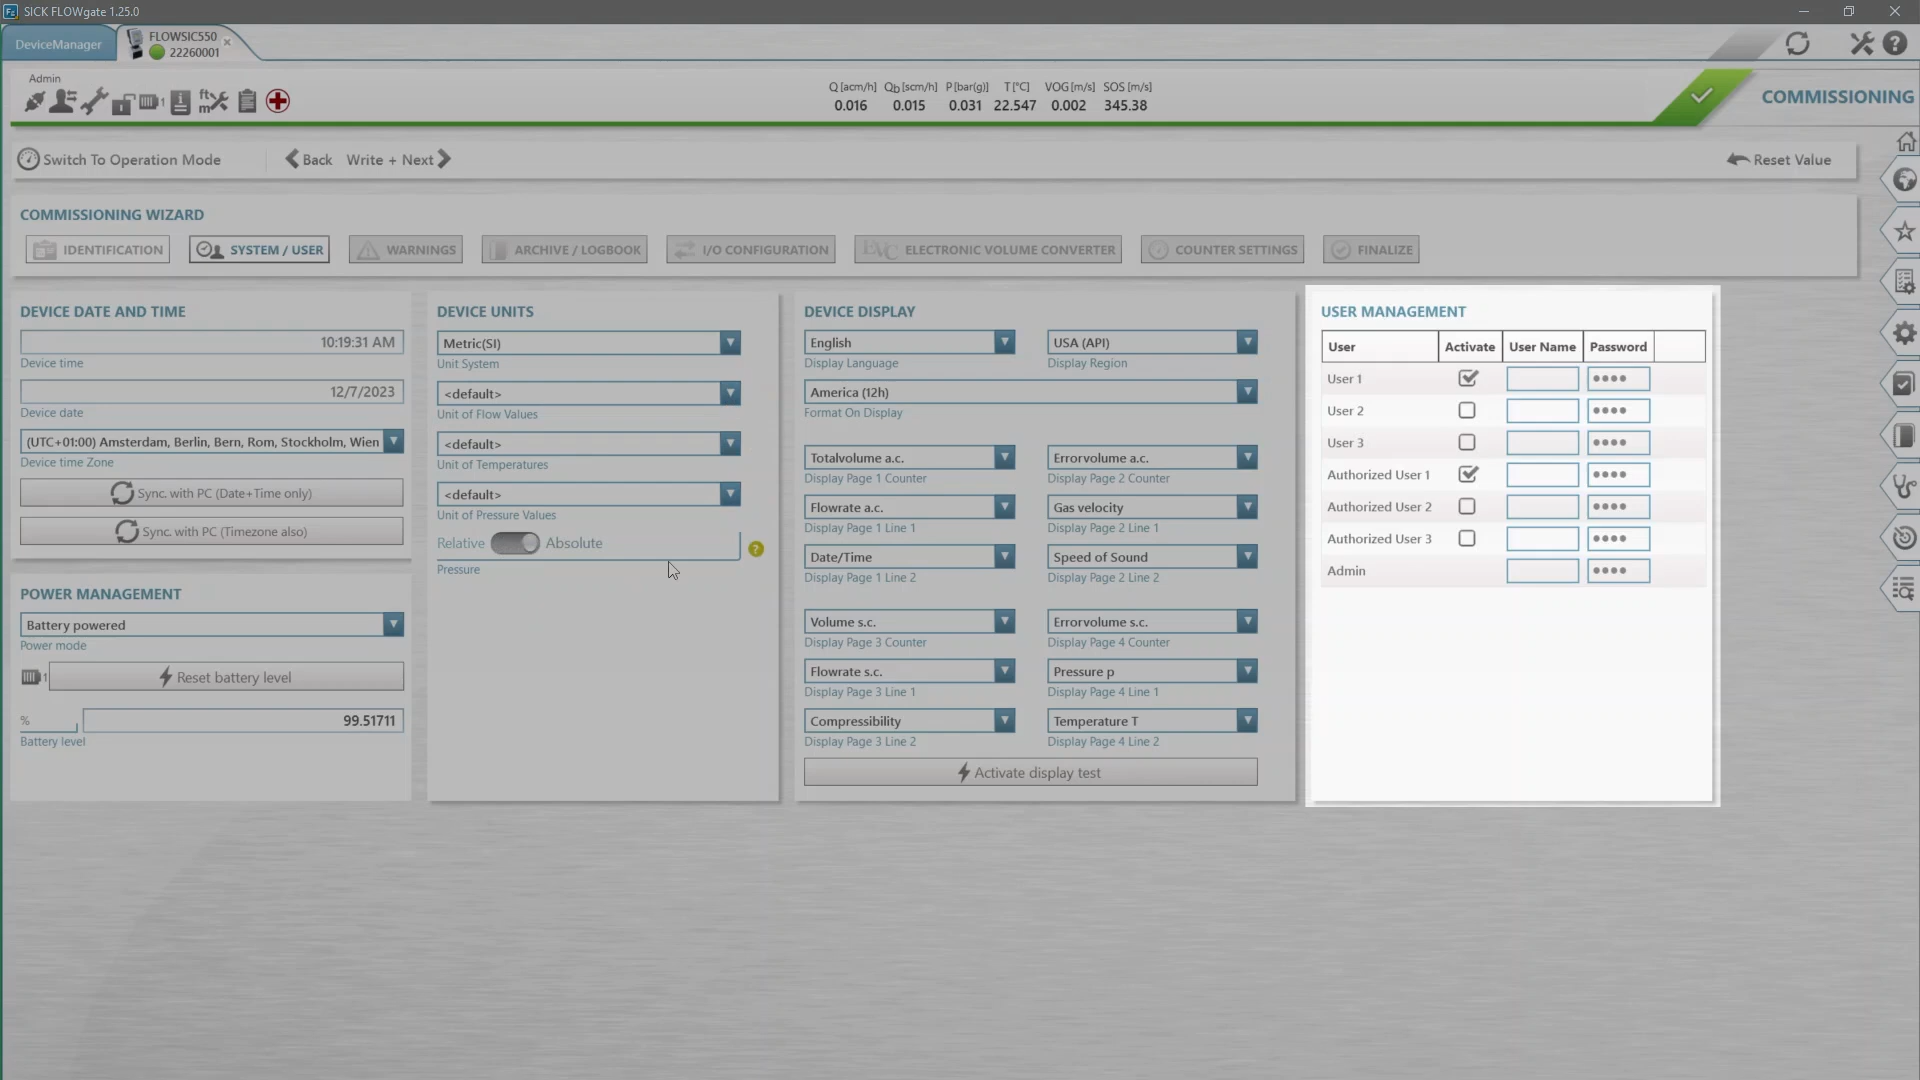 SICK FLOWgate 1.25.0
DeviceManager
FLOWSIC550
22260001
Admin
Q [acm/h] Qb [scm/h] P [bar(g)] T [°C] VOG [m/s] SOS [m/s]
0.016 0.015 0.031 22.547 0.002 345.38
COMMISSIONING
Switch To Operation Mode Back Write + Next Reset Value
COMMISSIONING WIZARD
IDENTIFICATION SYSTEM / USER WARNINGS ARCHIVE / LOGBOOK I/O CONFIGURATION EVC ELECTRONIC VOLUME CONVERTER COUNTER SETTINGS FINALIZE
DEVICE DATE AND TIME
10:19:31 AM
Device time
12/7/2023
Device date
(UTC+01:00) Amsterdam, Berlin, Bern, Rom, Stockholm, Wien
Device time Zone
Sync. with PC (Date+Time only)
Sync. with PC (Timezone also)
POWER MANAGEMENT
Battery powered
Power mode
1 Reset battery level
% 99.51711
Battery level
DEVICE UNITS
Metric(SI)
Unit System
<default>
Unit of Flow Values
<default>
Unit of Temperatures
<default>
Unit of Pressure Values
Relative Absolute ?
Pressure
DEVICE DISPLAY
English USA (API)
Display Language Display Region
America (12h)
Format On Display
Totalvolume a.c. Errorvolume a.c.
Display Page 1 Counter Display Page 2 Counter
Flowrate a.c. Gas velocity
Display Page 1 Line 1 Display Page 2 Line 1
Date/Time Speed of Sound
Display Page 1 Line 2 Display Page 2 Line 2
Volume s.c. Errorvolume s.c.
Display Page 3 Counter Display Page 4 Counter
Flowrate s.c. Pressure p
Display Page 3 Line 1 Display Page 4 Line 1
Compressibility Temperature T
Display Page 3 Line 2 Display Page 4 Line 2
Activate display test
USER MANAGEMENT
User Activate User Name Password
User 1 ●●●●
User 2 ●●●●
User 3 ●●●●
Authorized User 1 ●●●●
Authorized User 2 ●●●●
Authorized User 3 ●●●●
Admin ●●●●